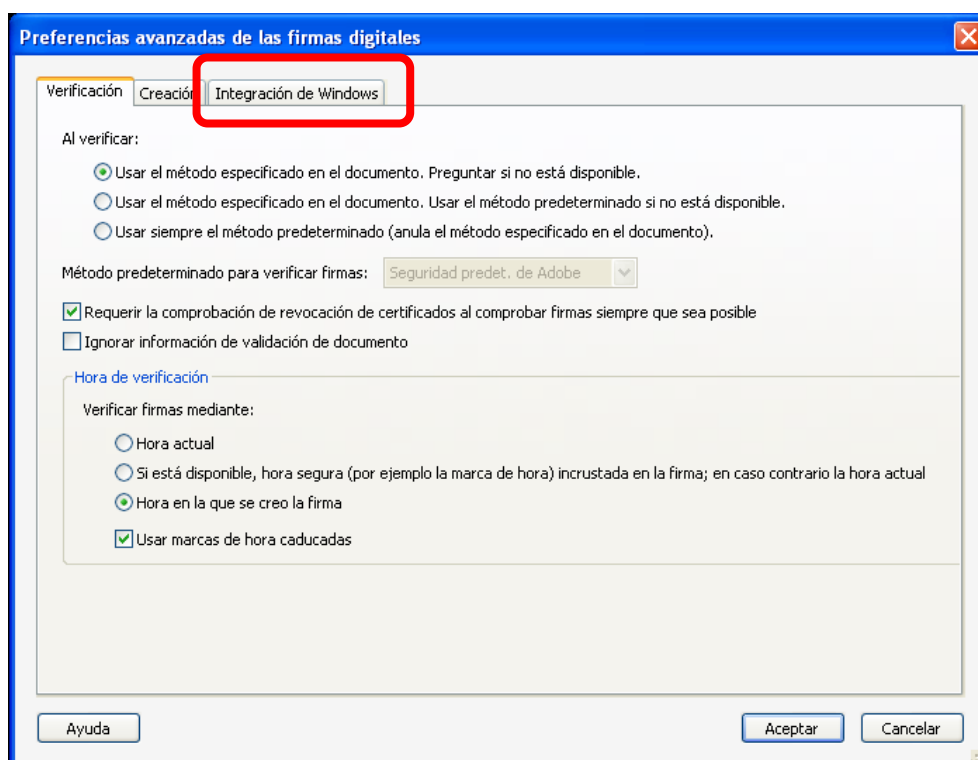 Preferencias avanzadas de las firmas digitales
Verificación
Creación
Integración de Windows
Al verificar:
Usar el método especificado en el documento. Preguntar si no está disponible.
Usar el método especificado en el documento. Usar el método predeterminado si no está disponible.
Usar siempre el método predeterminado (anula el método especificado en el documento).
Método predeterminado para verificar firmas: Seguridad predet. de Adobe
Requerir la comprobación de revocación de certificados al comprobar firmas siempre que sea posible
Ignorar información de validación de documento
Hora de verificación
Verificar firmas mediante:
Hora actual
Si está disponible, hora segura (por ejemplo la marca de hora) incrustada en la firma; en caso contrario la hora actual
Hora en la que se creo la firma
Usar marcas de hora caducadas
Ayuda
Aceptar
Cancelar